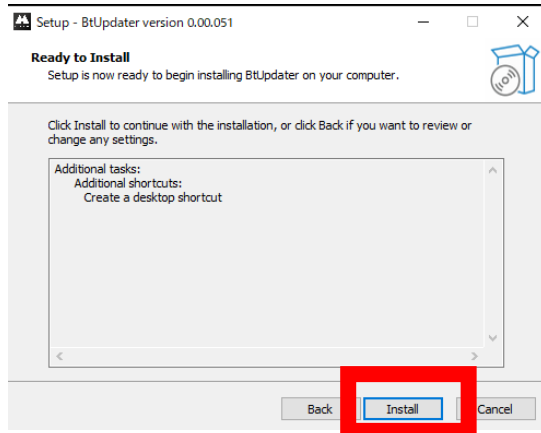 Setup - BtUpdater version 0.00.051
Ready to Install
Setup is now ready to begin installing BtUpdater on your computer.
Click Install to continue with the installation, or click Back if you want to review or
change any settings.
Additional tasks:
Additional shortcuts:
Create a desktop shortcut
Back
Install
Cancel